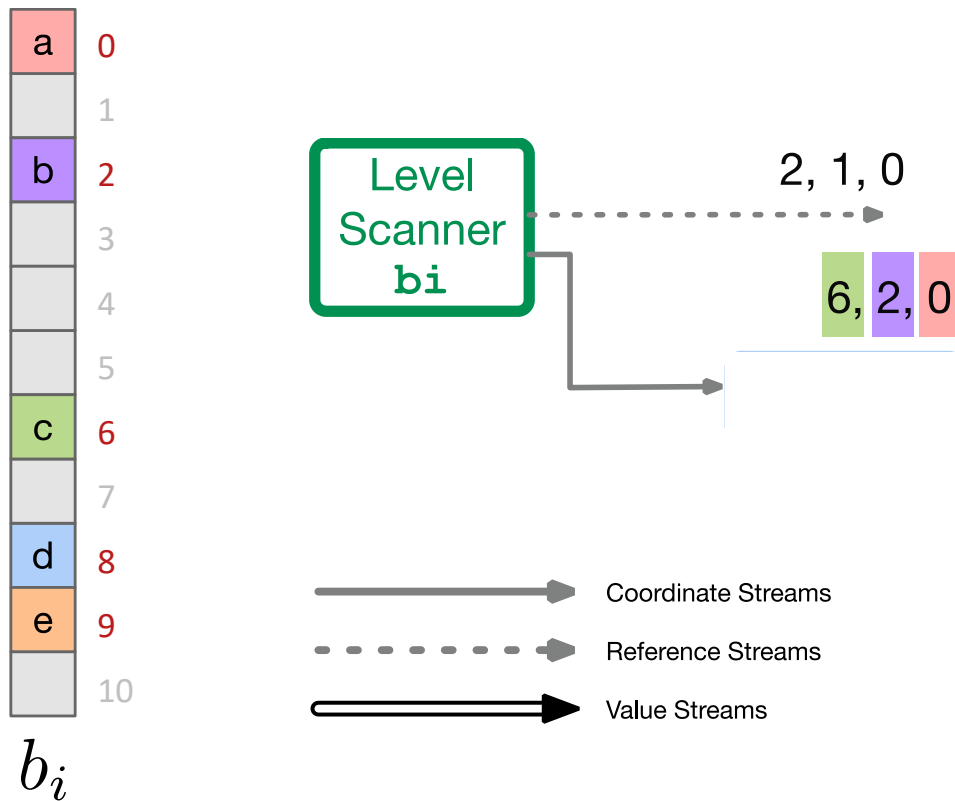 a 0
1
b 2
3
4
5
c 6
7
d 8
e 9
10
b_i
Level
Scanner
bi
2, 1, 0
6, 2, 0
Coordinate Streams
Reference Streams
Value Streams